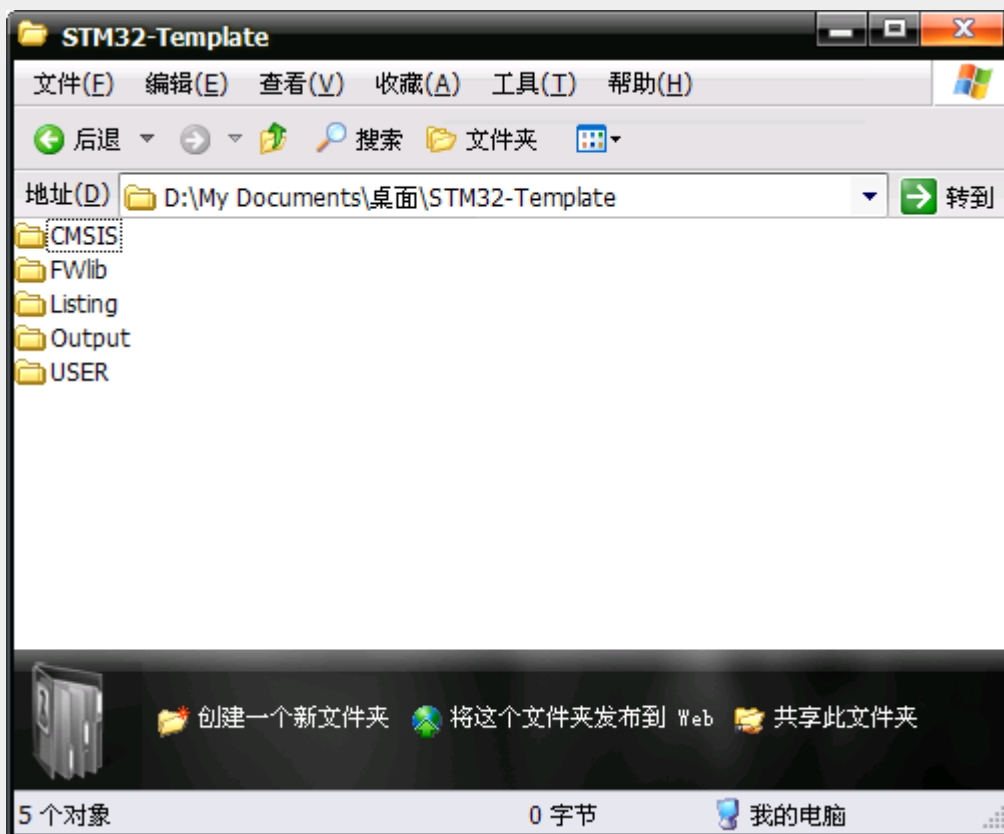 STM32-Template
文件(F) 编辑(E) 查看(V) 收藏(A) 工具(T) 帮助(H)
后退 搜索 文件夹
地址(D) D:\My Documents\桌面\STM32-Template 转到
CMSIS
FWlib
Listing
Output
USER
创建一个新文件夹 将这个文件夹发布到 Web 共享此文件夹
5 个对象 0 字节 我的电脑